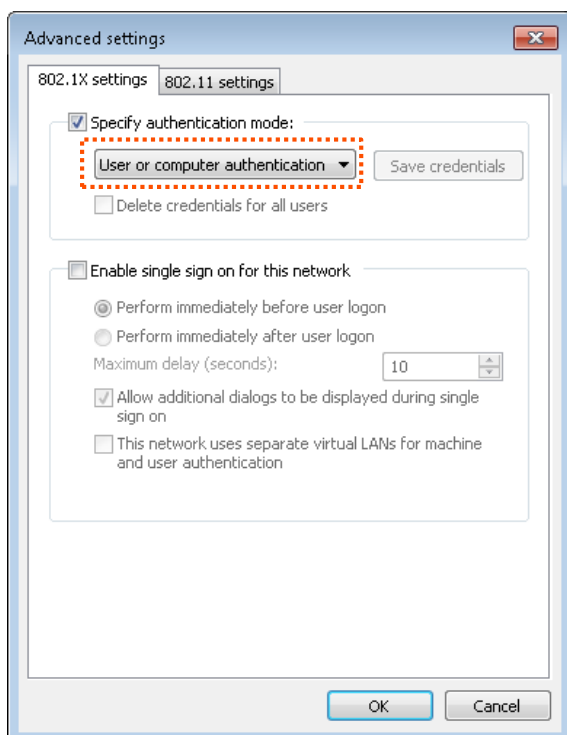 Advanced settings
802.1X settings
802.11 settings
Specify authentication mode:
User or computer authentication
Save credentials
Delete credentials for all users
Enable single sign on for this network
Perform immediately before user logon
Perform immediately after user logon
Maximum delay (seconds):
10
Allow additional dialogs to be displayed during single
sign on
This network uses separate virtual LANs for machine
and user authentication
OK
Cancel